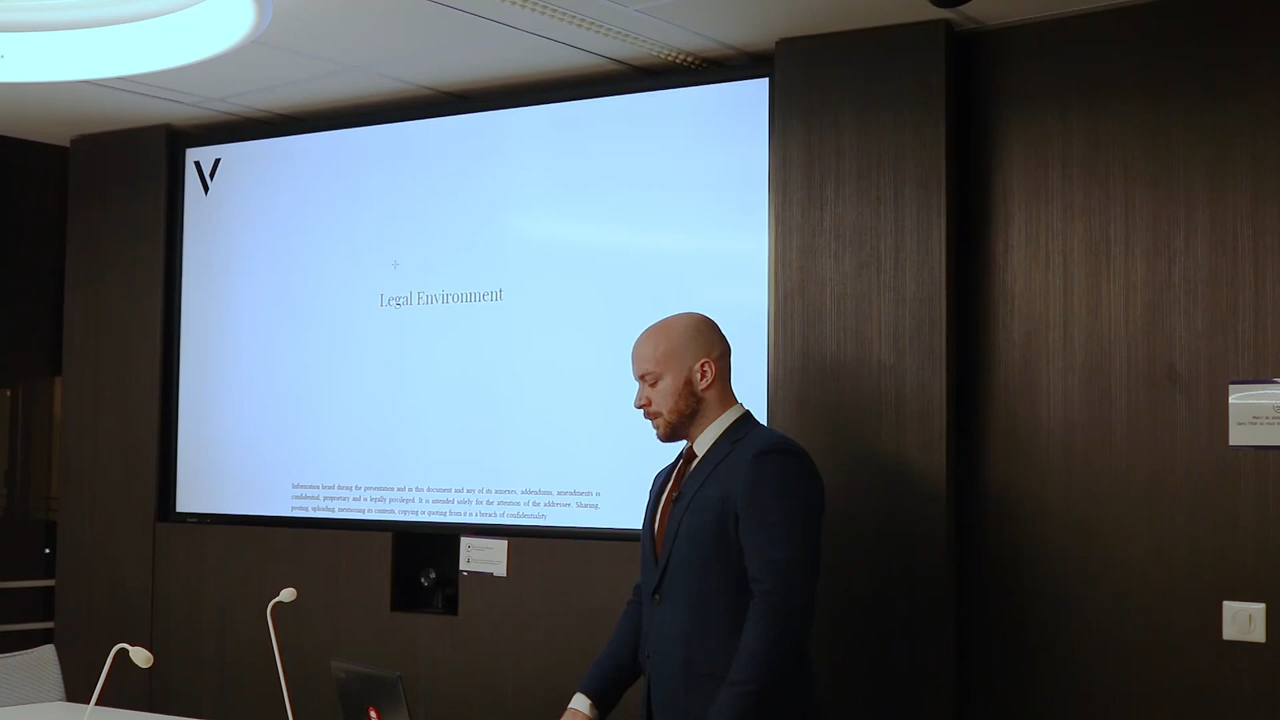 V
Legal Environment
Information heard during the presentation and in this document and any of its annexes, addendums, amendments is
confidential, proprietary and is legally privileged. It is intended solely for the attention of the addressee. Sharing,
posting, uploading, mentioning its contents, copying or quoting from it is a breach of confidentiality